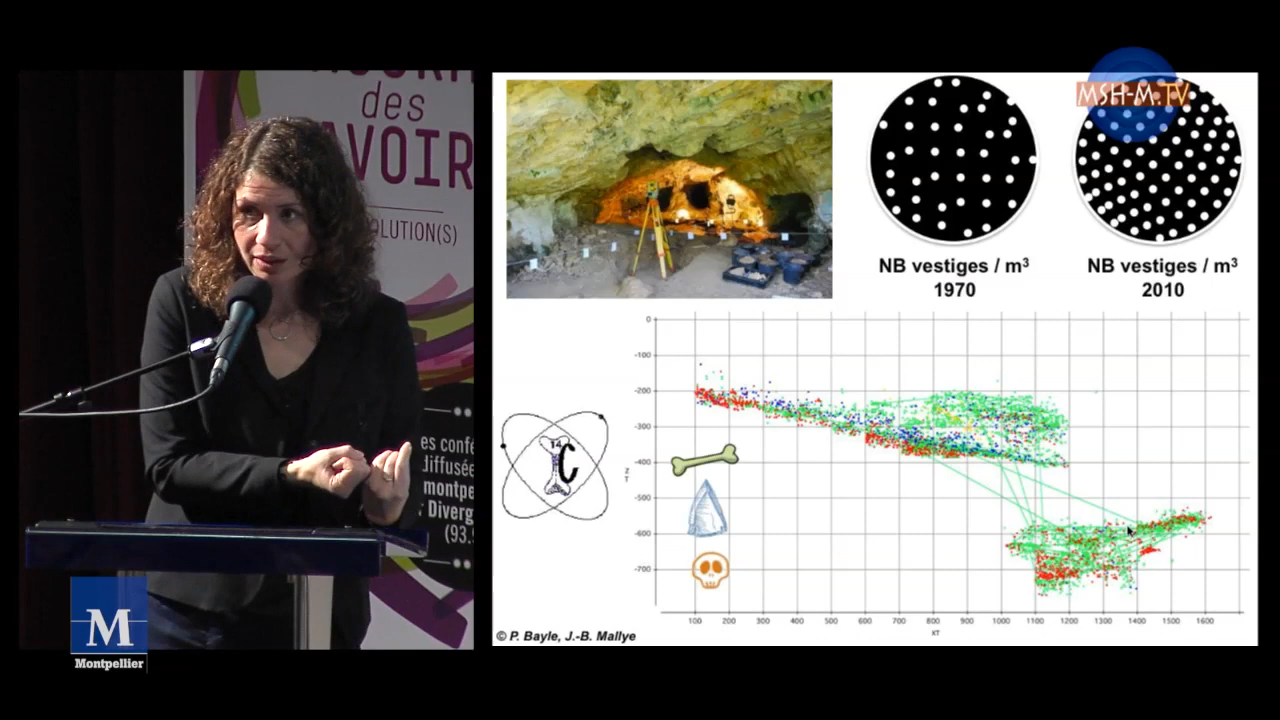 des
AVOIR
OLUTION(S)
es confé
diffusée
montpe
Diverg
(93.
M
Montpellier
MSH-M.TV
NB vestiges / m³
1970
NB vestiges / m³
2010
0
-100
-200
-300
-400
-500
-600
-700
100 200 300 400 500 600 700 800 900 1000 1100 1200 1300 1400 1500 1600
XT
14
C
© P. Bayle, J.-B. Mallye